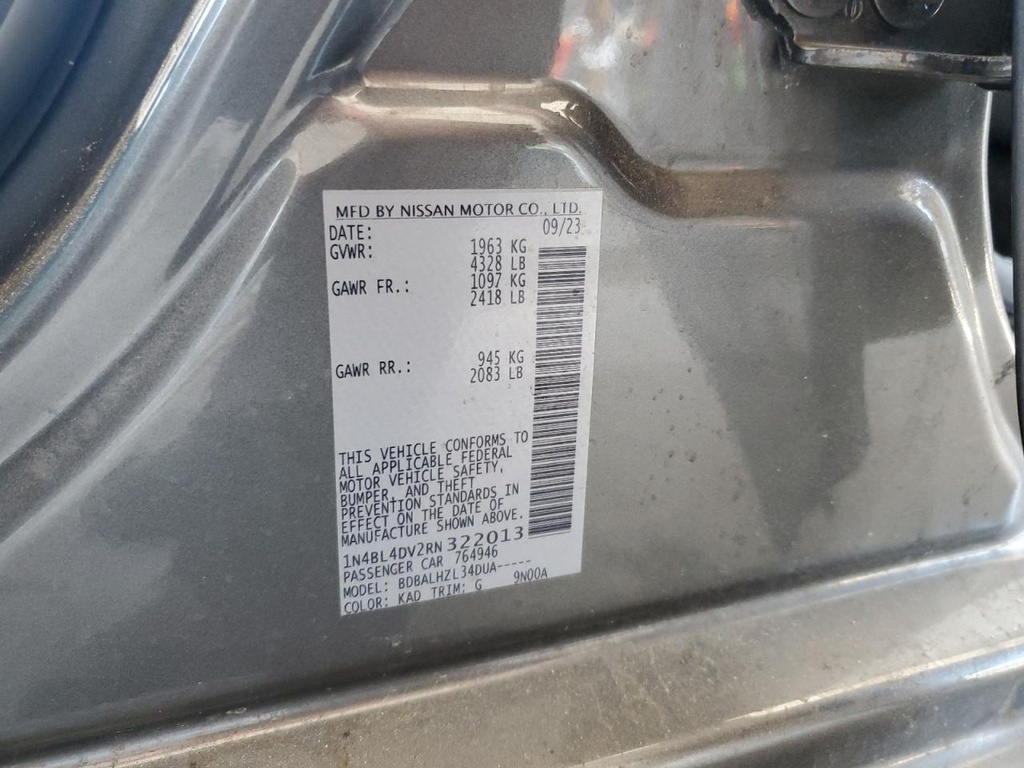 MFD BY NISSAN MOTOR CO., LTD.
DATE: 09/23
GVWR: 1963 KG
4328 LB
GAWR FR.: 1097 KG
2418 LB
GAWR RR.: 945 KG
2083 LB
THIS VEHICLE CONFORMS TO
ALL APPLICABLE FEDERAL
MOTOR VEHICLE SAFETY,
BUMPER, AND THEFT
PREVENTION STANDARDS IN
EFFECT ON THE DATE OF
MANUFACTURE SHOWN ABOVE.
1N4BL4DV2RN322013
PASSENGER CAR 764946
MODEL: BDBALHZL34DUA-----
COLOR: KAD TRIM: G 9N00A